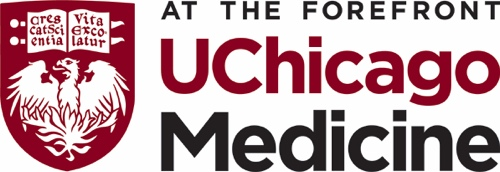 Cres Vita
catSci Exco-
entia latur
AT THE FOREFRONT
UChicago
Medicine